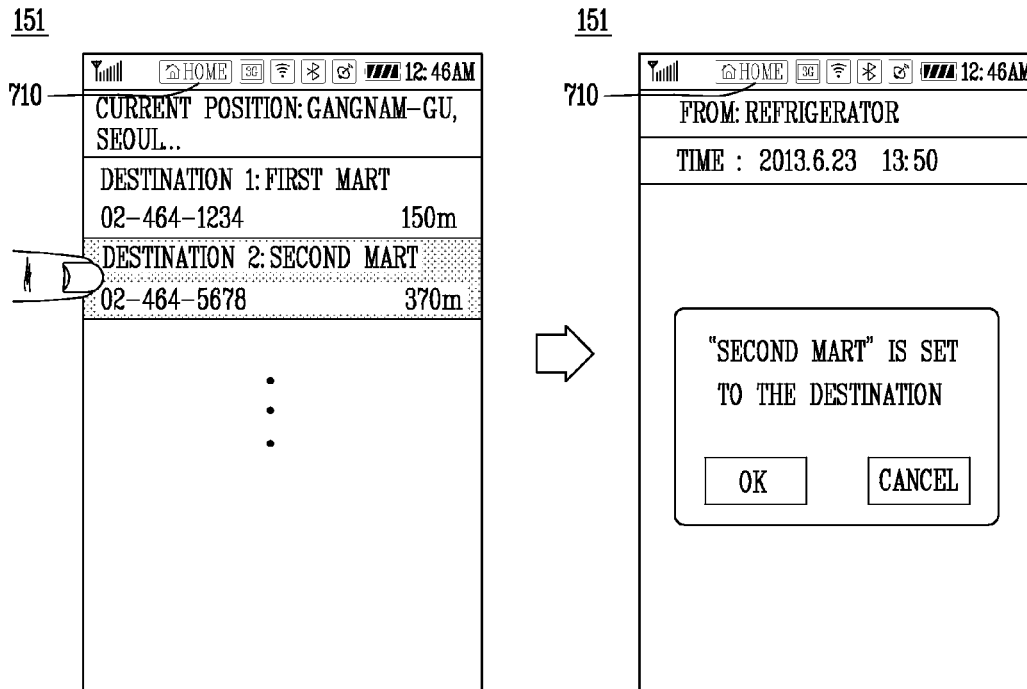 151
HOME 3G 12:46AM
710
CURRENT POSITION: GANGNAM-GU,
SEOUL...
DESTINATION 1: FIRST MART
02-464-1234 150m
DESTINATION 2: SECOND MART
02-464-5678 370m
151
HOME 3G 12:46AM
710
FROM: REFRIGERATOR
TIME : 2013.6.23 13:50
"SECOND MART" IS SET
TO THE DESTINATION
OK CANCEL